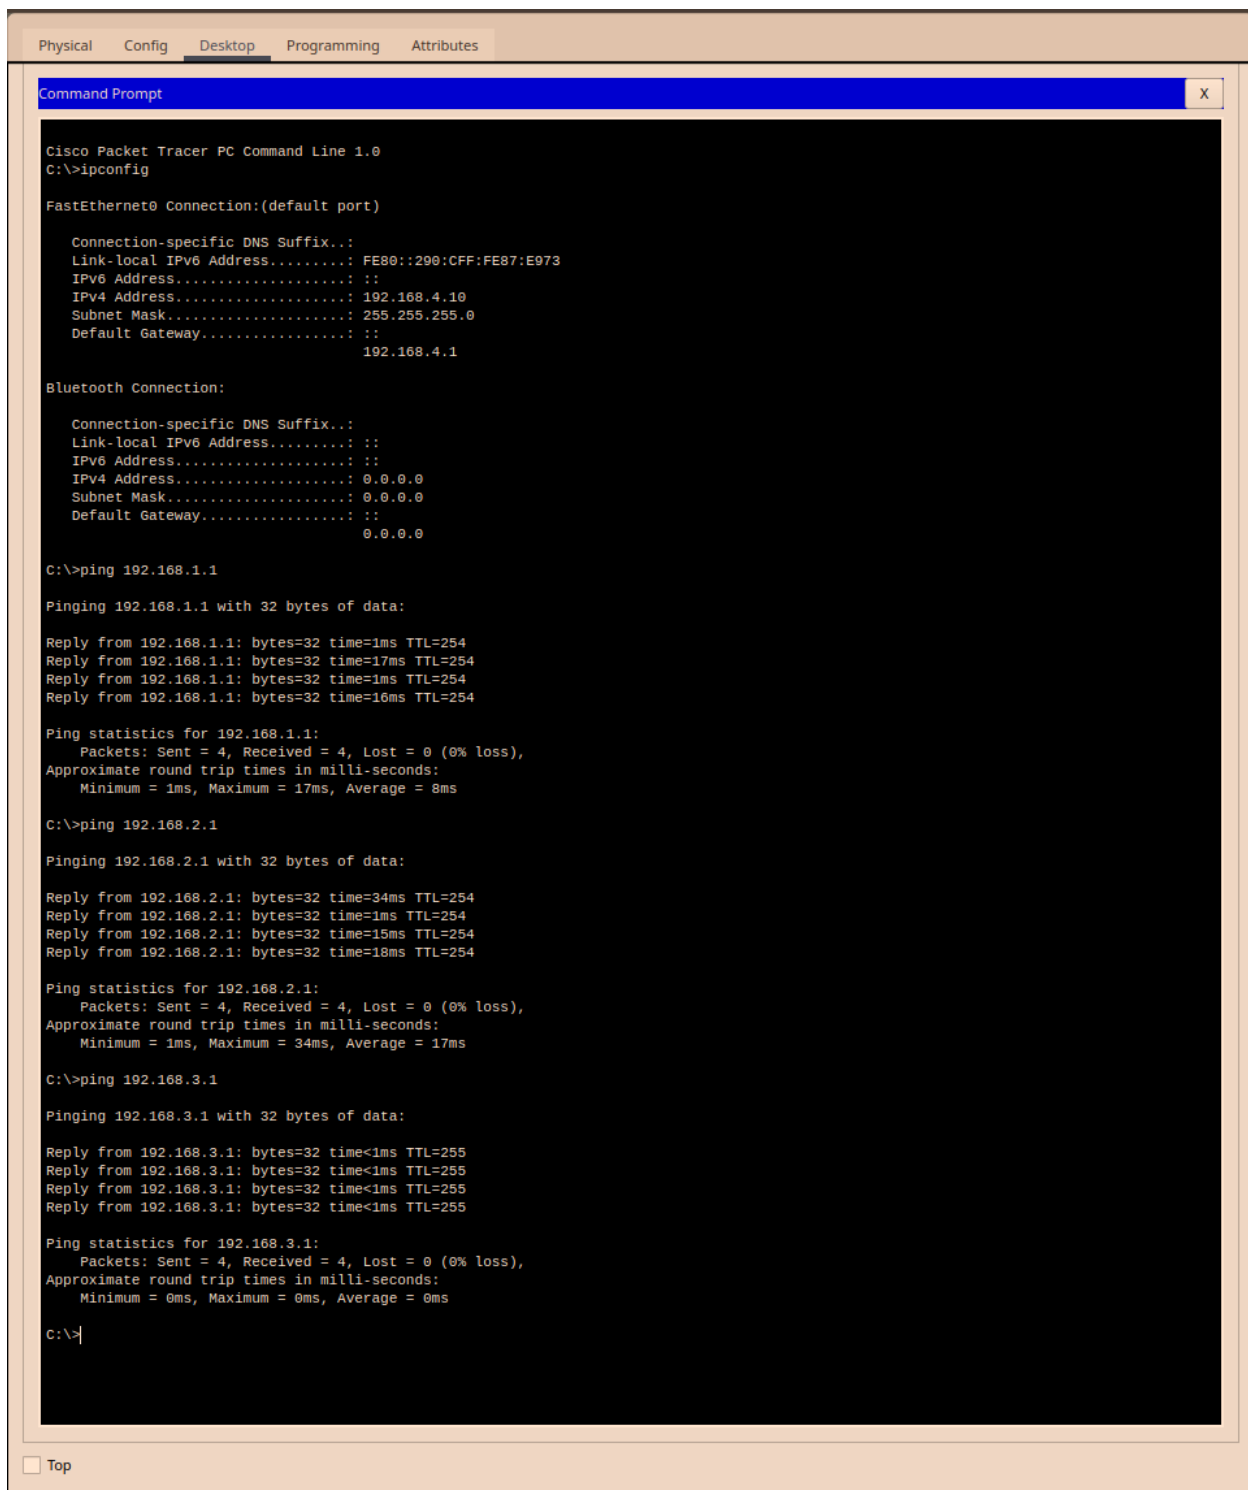 Physical Config Desktop Programming Attributes
Command Prompt X
Cisco Packet Tracer PC Command Line 1.0
C:\>ipconfig
FastEthernet0 Connection:(default port)
Connection-specific DNS Suffix..:
Link-local IPv6 Address.........: FE80::290:CFF:FE87:E973
IPv6 Address....................: ::
IPv4 Address....................: 192.168.4.10
Subnet Mask.....................: 255.255.255.0
Default Gateway.................: ::
192.168.4.1
Bluetooth Connection:
Connection-specific DNS Suffix..:
Link-local IPv6 Address.........: ::
IPv6 Address....................: ::
IPv4 Address....................: 0.0.0.0
Subnet Mask.....................: 0.0.0.0
Default Gateway.................: ::
0.0.0.0
C:\>ping 192.168.1.1
Pinging 192.168.1.1 with 32 bytes of data:
Reply from 192.168.1.1: bytes=32 time=1ms TTL=254
Reply from 192.168.1.1: bytes=32 time=17ms TTL=254
Reply from 192.168.1.1: bytes=32 time=1ms TTL=254
Reply from 192.168.1.1: bytes=32 time=16ms TTL=254
Ping statistics for 192.168.1.1:
Packets: Sent = 4, Received = 4, Lost = 0 (0% loss),
Approximate round trip times in milli-seconds:
Minimum = 1ms, Maximum = 17ms, Average = 8ms
C:\>ping 192.168.2.1
Pinging 192.168.2.1 with 32 bytes of data:
Reply from 192.168.2.1: bytes=32 time=34ms TTL=254
Reply from 192.168.2.1: bytes=32 time=1ms TTL=254
Reply from 192.168.2.1: bytes=32 time=15ms TTL=254
Reply from 192.168.2.1: bytes=32 time=18ms TTL=254
Ping statistics for 192.168.2.1:
Packets: Sent = 4, Received = 4, Lost = 0 (0% loss),
Approximate round trip times in milli-seconds:
Minimum = 1ms, Maximum = 34ms, Average = 17ms
C:\>ping 192.168.3.1
Pinging 192.168.3.1 with 32 bytes of data:
Reply from 192.168.3.1: bytes=32 time<1ms TTL=255
Reply from 192.168.3.1: bytes=32 time<1ms TTL=255
Reply from 192.168.3.1: bytes=32 time<1ms TTL=255
Reply from 192.168.3.1: bytes=32 time<1ms TTL=255
Ping statistics for 192.168.3.1:
Packets: Sent = 4, Received = 4, Lost = 0 (0% loss),
Approximate round trip times in milli-seconds:
Minimum = 0ms, Maximum = 0ms, Average = 0ms
C:\>
Top